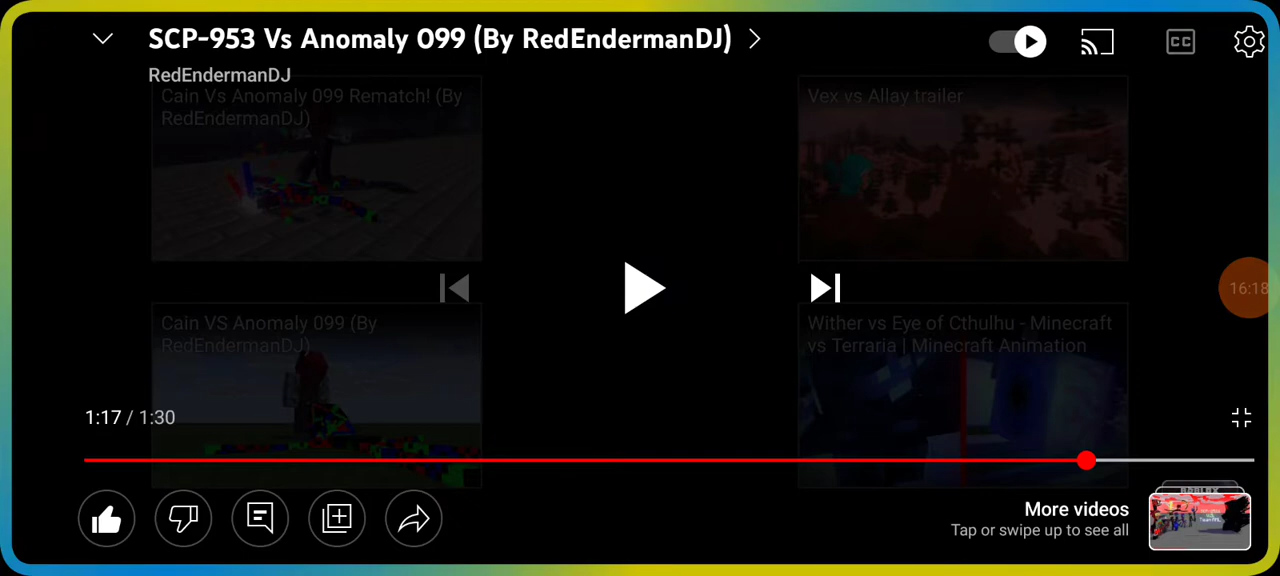 SCP-953 Vs Anomaly 099 (By RedEndermanDJ)
CC
RedEndermanDJ
Cain Vs Anomaly 099 Rematch! (By
RedEndermanDJ)
Vex vs Allay trailer
16:18
Cain VS Anomaly 099 (By
RedEndermanDJ)
Wither vs Eye of Cthulhu - Minecraft
vs Terraria | Minecraft Animation
1:17 / 1:30
More videos
Tap or swipe up to see all
ROBLOX